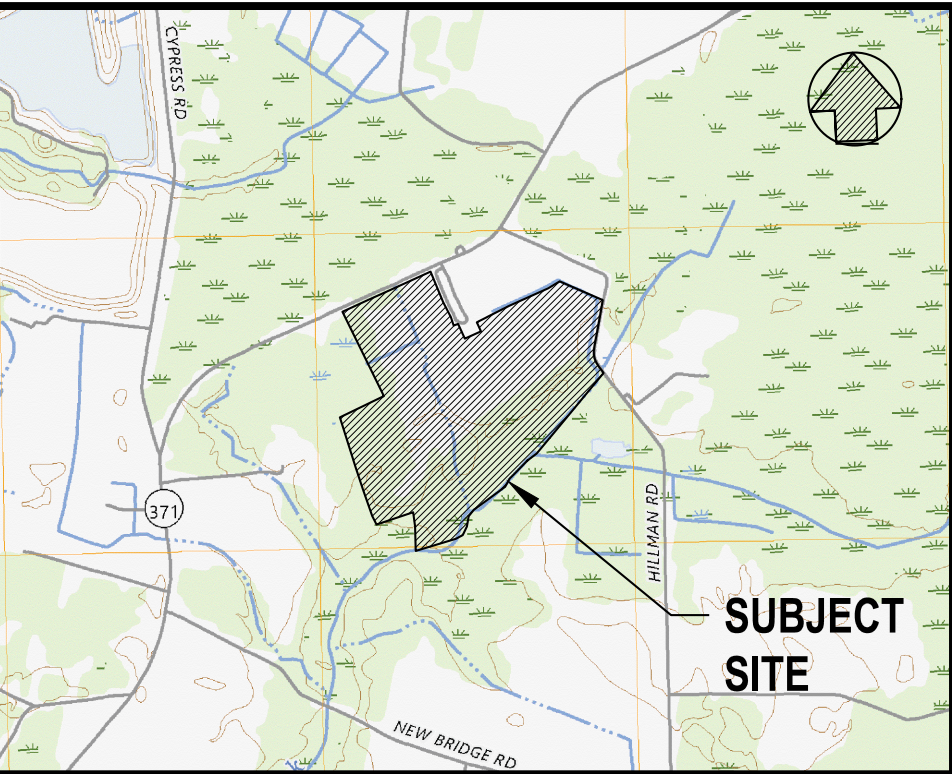 CYPRESS RD
371
HILLMAN RD
SUBJECT
SITE
NEW BRIDGE RD